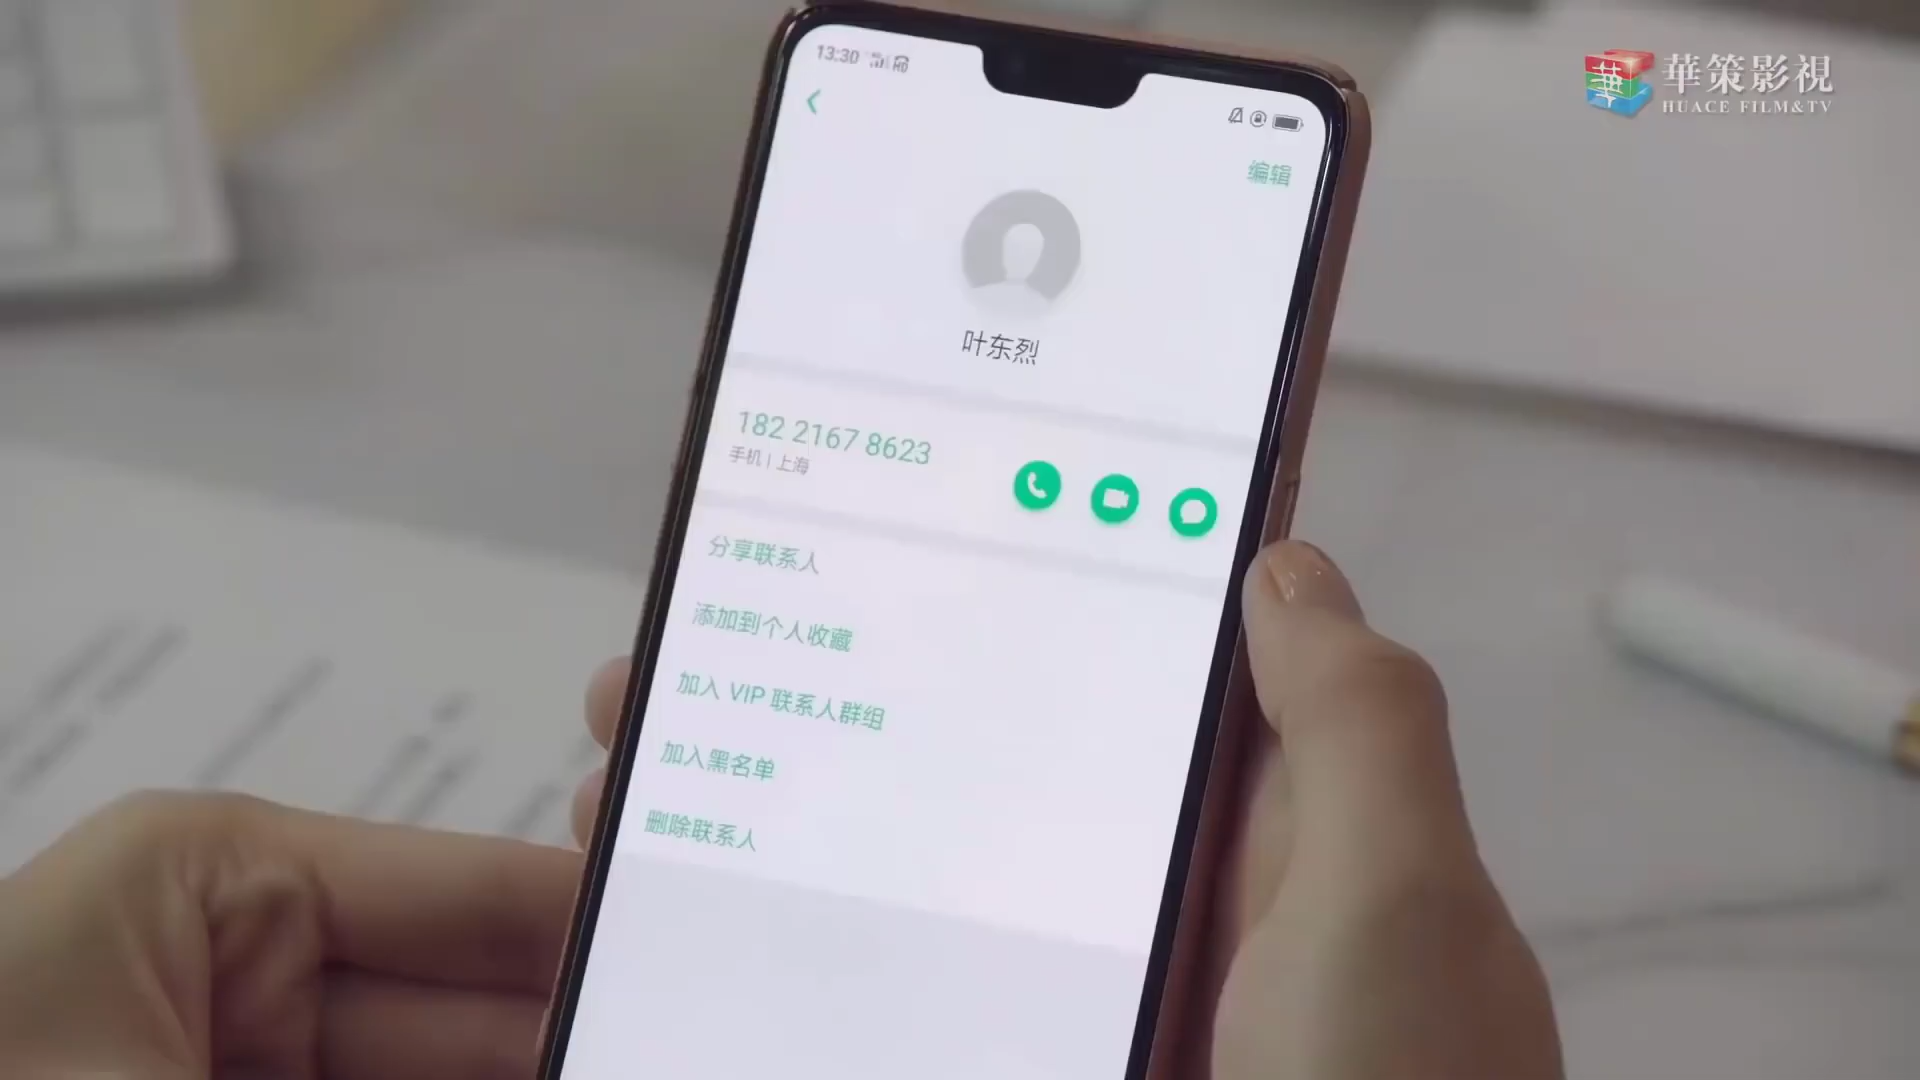 華策影視
HUACE FILM&TV
13:30
HD
编辑
叶东烈
182 2167 8623
手机 | 上海
分享联系人
添加到个人收藏
加入 VIP 联系人群组
加入黑名单
删除联系人